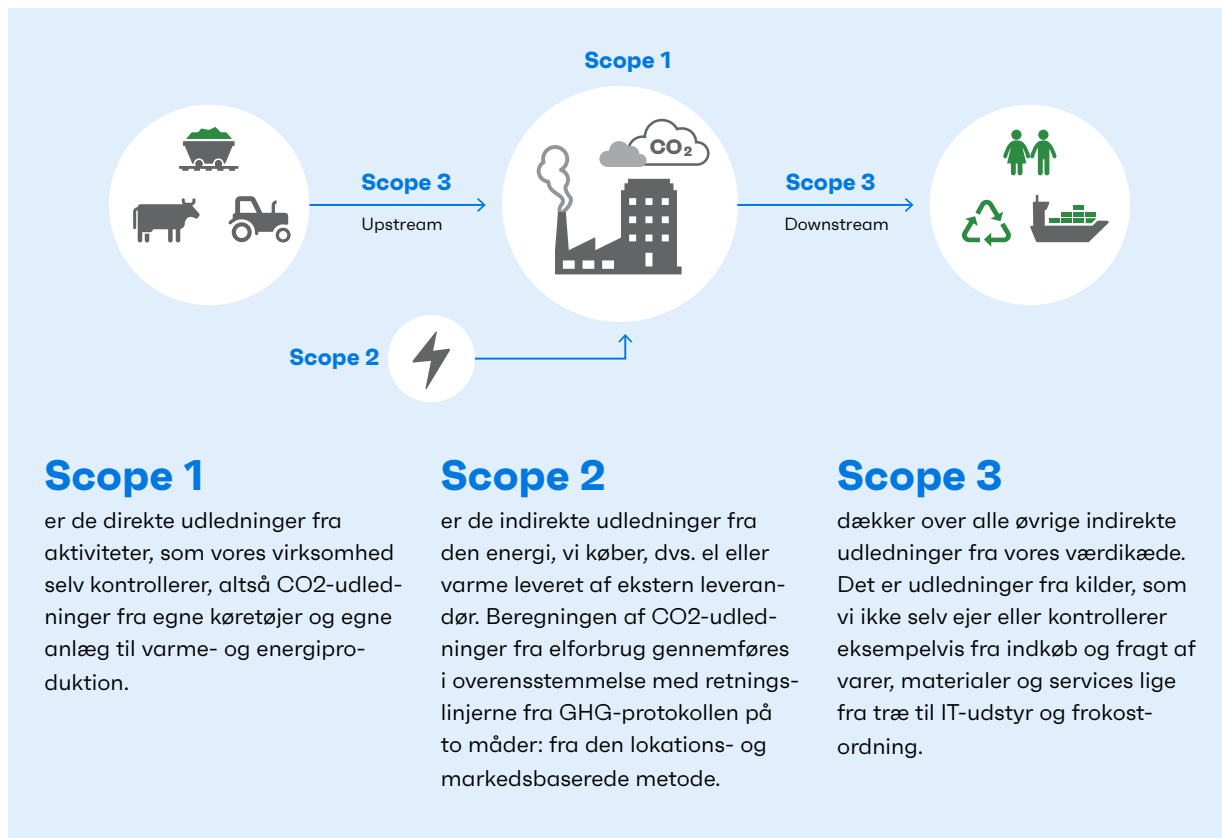 Scope 1
CO₂
Scope 3
Upstream
Scope 3
Downstream
Scope 2
Scope 1
er de direkte udledninger fra
aktiviteter, som vores virksomhed
selv kontrollerer, altså CO2-udled-
ninger fra egne køretøjer og egne
anlæg til varme- og energipro-
duktion.
Scope 2
er de indirekte udledninger fra
den energi, vi køber, dvs. el eller
varme leveret af ekstern leveran-
dør. Beregningen af CO2-udled-
ninger fra elforbrug gennemføres
i overensstemmelse med retnings-
linjerne fra GHG-protokollen på
to måder: fra den lokations- og
markedsbaserede metode.
Scope 3
dækker over alle øvrige indirekte
udledninger fra vores værdikæde.
Det er udledninger fra kilder, som
vi ikke selv ejer eller kontrollerer
eksempelvis fra indkøb og fragt af
varer, materialer og services lige
fra træ til IT-udstyr og frokost-
ordning.